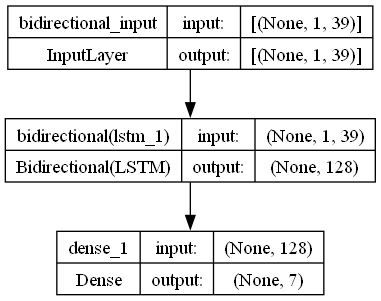 bidirectional_input input: [(None, 1, 39)]
InputLayer output: [(None, 1, 39)]
bidirectional(lstm_1) input: (None, 1, 39)
Bidirectional(LSTM) output: (None, 128)
dense_1 input: (None, 128)
Dense output: (None, 7)